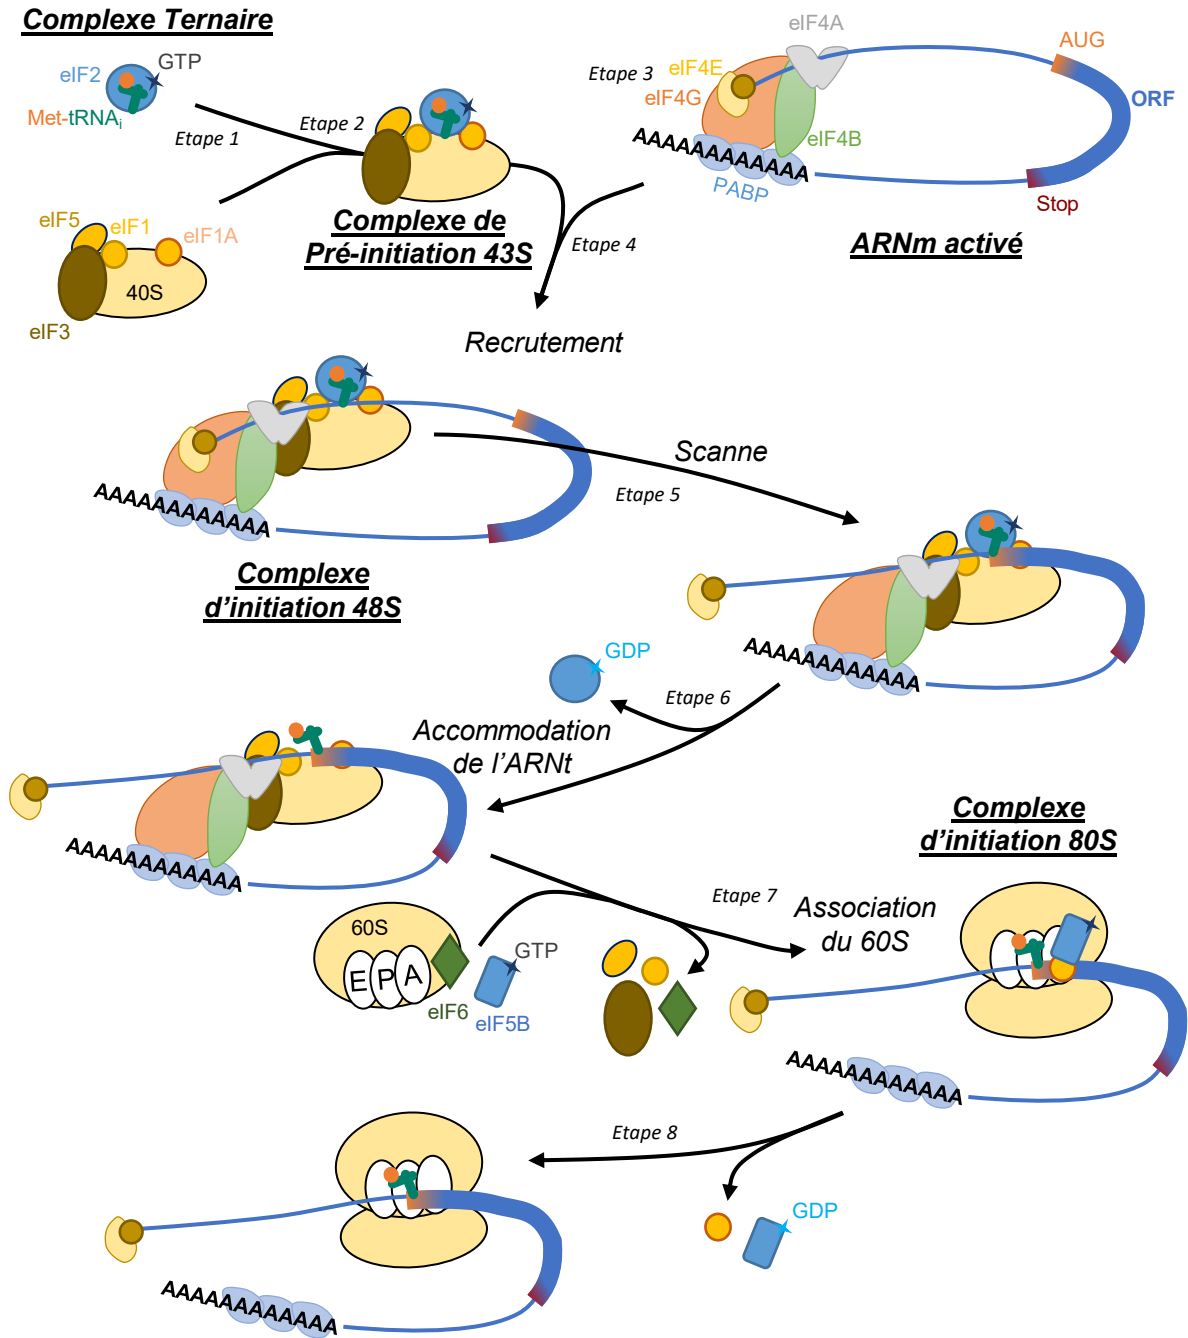 Complexe Ternaire
eIF2
GTP
Met-tRNAi
Etape 1
Etape 2
eIF5
eIF1
eIF1A
40S
eIF3
Complexe de
Pré-initiation 43S
Etape 3
eIF4A
eIF4E
eIF4G
eIF4B
AAAAAAAAAAAA
PABP
AUG
ORF
Stop
ARNm activé
Etape 4
Recrutement
AAAAAAAAAAAA
Complexe
d'initiation 48S
Scanne
Etape 5
AAAAAAAAAAAA
GDP
Etape 6
Accommodation
de l'ARNt
AAAAAAAAAAAA
60S
E P A
eIF6
GTP
eIF5B
Etape 7
Association
du 60S
Complexe
d'initiation 80S
AAAAAAAAAAAA
Etape 8
GDP
AAAAAAAAAAAA